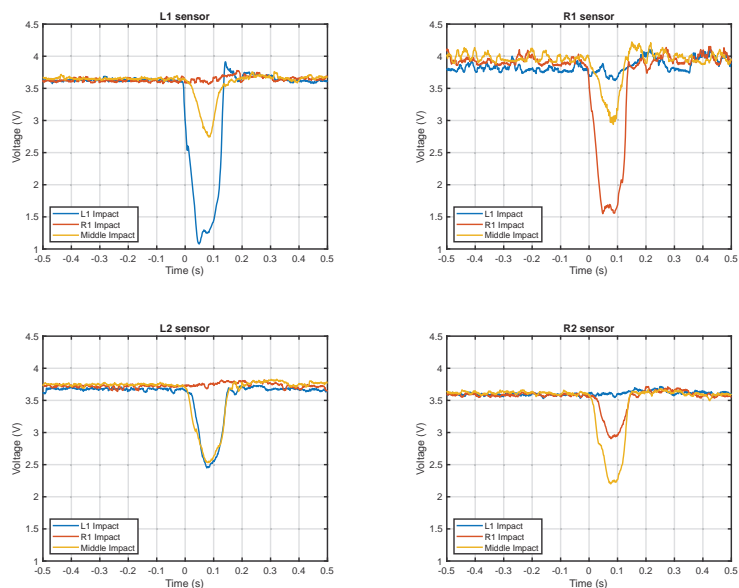 L1 sensor
4.5
4
3.5
3
2.5
2
1.5
1
Voltage (V)
L1 Impact
R1 Impact
Middle Impact
-0.5 -0.4 -0.3 -0.2 -0.1 0 0.1 0.2 0.3 0.4 0.5
Time (s)
R1 sensor
4.5
4
3.5
3
2.5
2
1.5
1
Voltage (V)
L1 Impact
R1 Impact
Middle Impact
-0.5 -0.4 -0.3 -0.2 -0.1 0 0.1 0.2 0.3 0.4 0.5
Time (s)
L2 sensor
4.5
4
3.5
3
2.5
2
1.5
1
Voltage (V)
L1 Impact
R1 Impact
Middle Impact
-0.5 -0.4 -0.3 -0.2 -0.1 0 0.1 0.2 0.3 0.4 0.5
Time (s)
R2 sensor
4.5
4
3.5
3
2.5
2
1.5
1
Voltage (V)
L1 Impact
R1 Impact
Middle Impact
-0.5 -0.4 -0.3 -0.2 -0.1 0 0.1 0.2 0.3 0.4 0.5
Time (s)